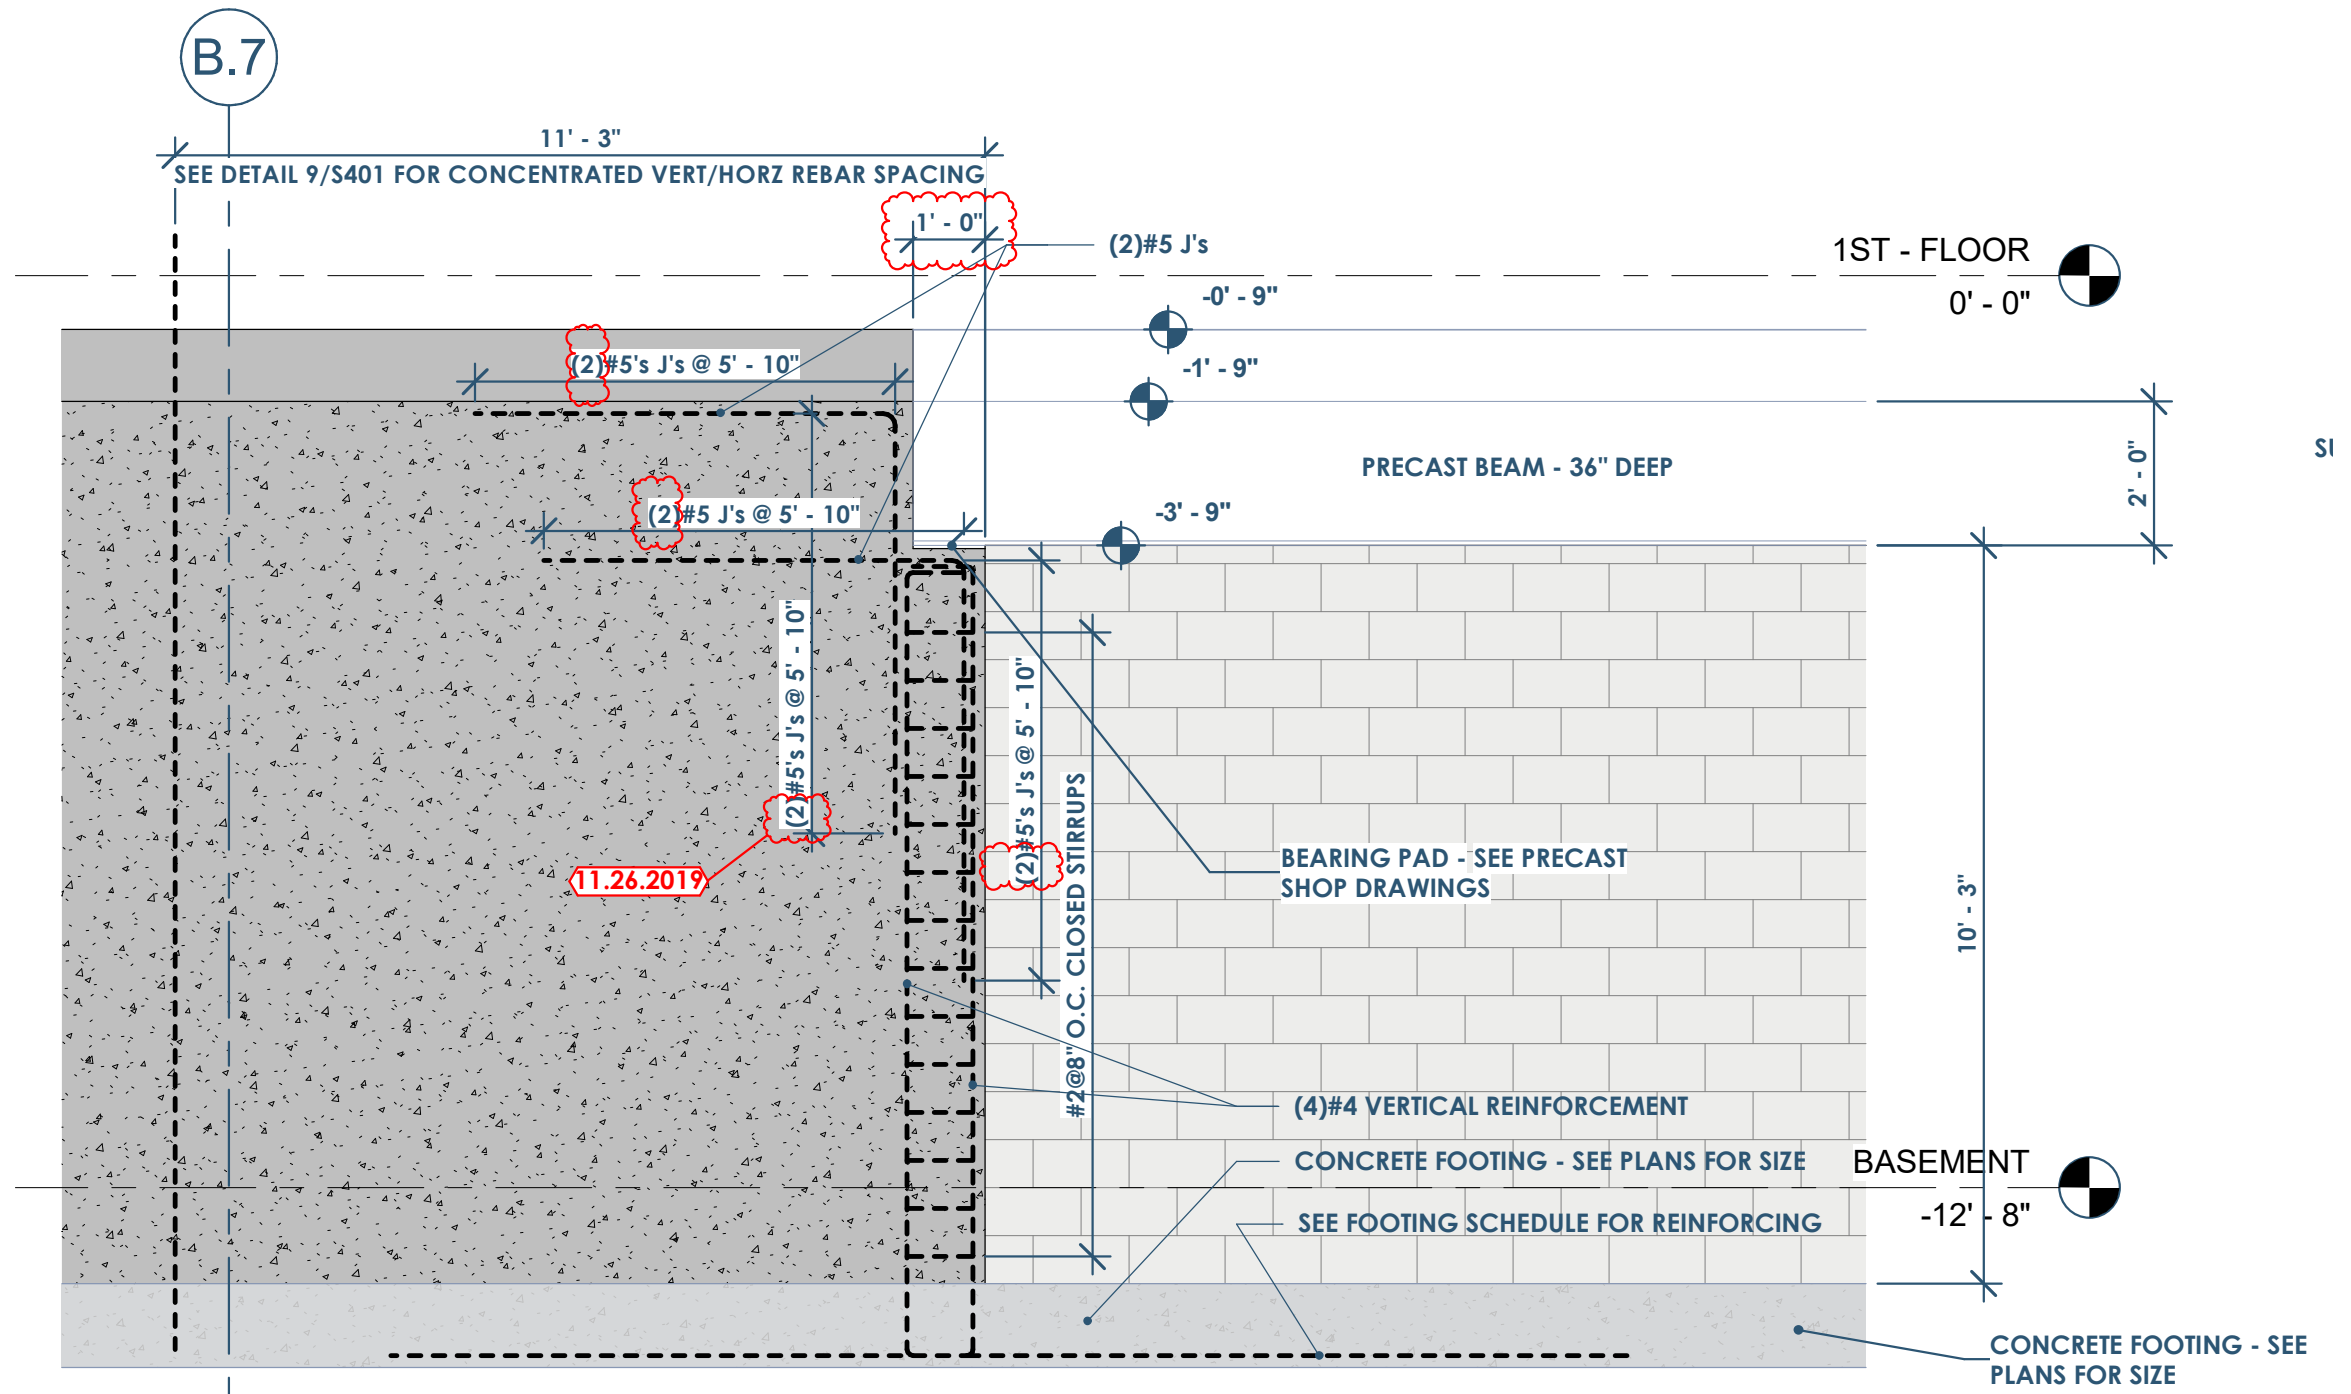 B.7
11' - 3"
SEE DETAIL 9/S401 FOR CONCENTRATED VERT/HORZ REBAR SPACING
1' - 0"
(2)#5 J's
1ST - FLOOR
0' - 0"
-0' - 9"
(2)#5's J's @ 5' - 10"
-1' - 9"
PRECAST BEAM - 36" DEEP
2' - 0"
SU
(2)#5 J's @ 5' - 10"
-3' - 9"
(2)#5's J's @ 5' - 10"
(2)#5's J's @ 5' - 10"
#2@8" O.C. CLOSED STIRRUPS
11.26.2019
BEARING PAD - SEE PRECAST
SHOP DRAWINGS
10' - 3"
(4)#4 VERTICAL REINFORCEMENT
CONCRETE FOOTING - SEE PLANS FOR SIZE
BASEMENT
-12' - 8"
SEE FOOTING SCHEDULE FOR REINFORCING
CONCRETE FOOTING - SEE
PLANS FOR SIZE